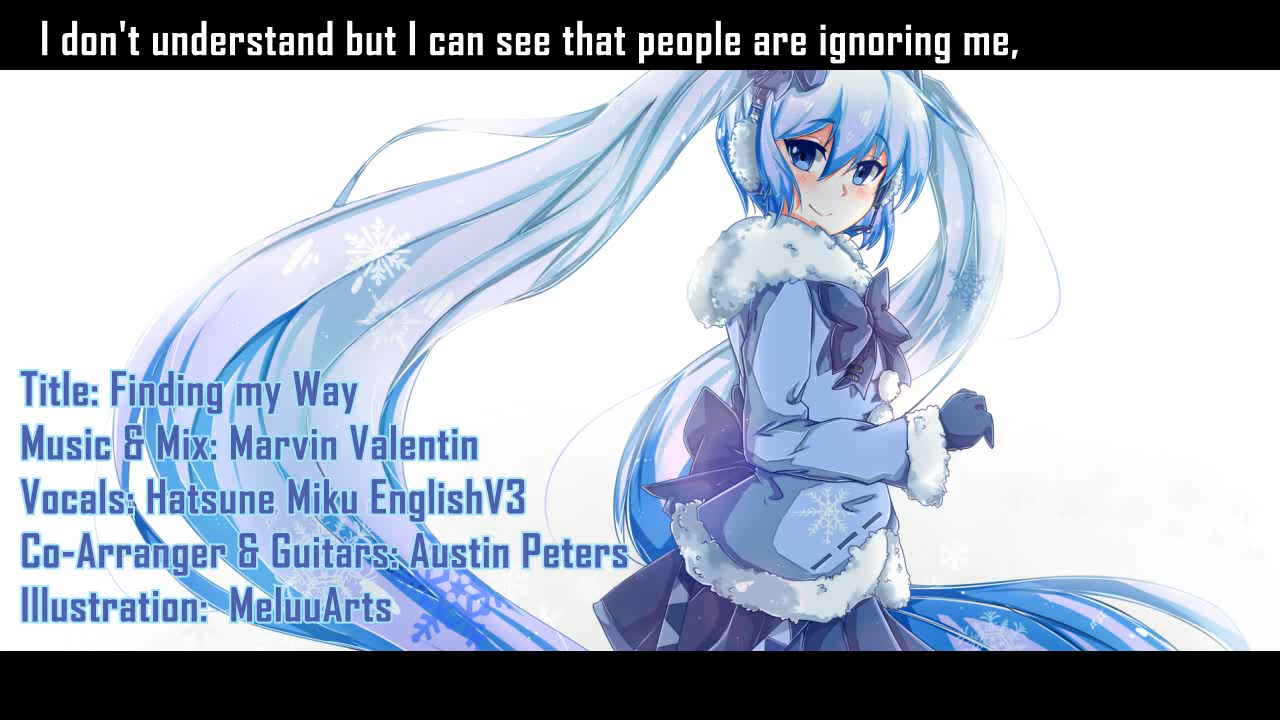 I don't understand but I can see that people are ignoring me,
Title: Finding my Way
Music & Mix: Marvin Valentin
Vocals: Hatsune Miku EnglishV3
Co-Arranger & Guitars: Austin Peters
Illustration: MeluuArts